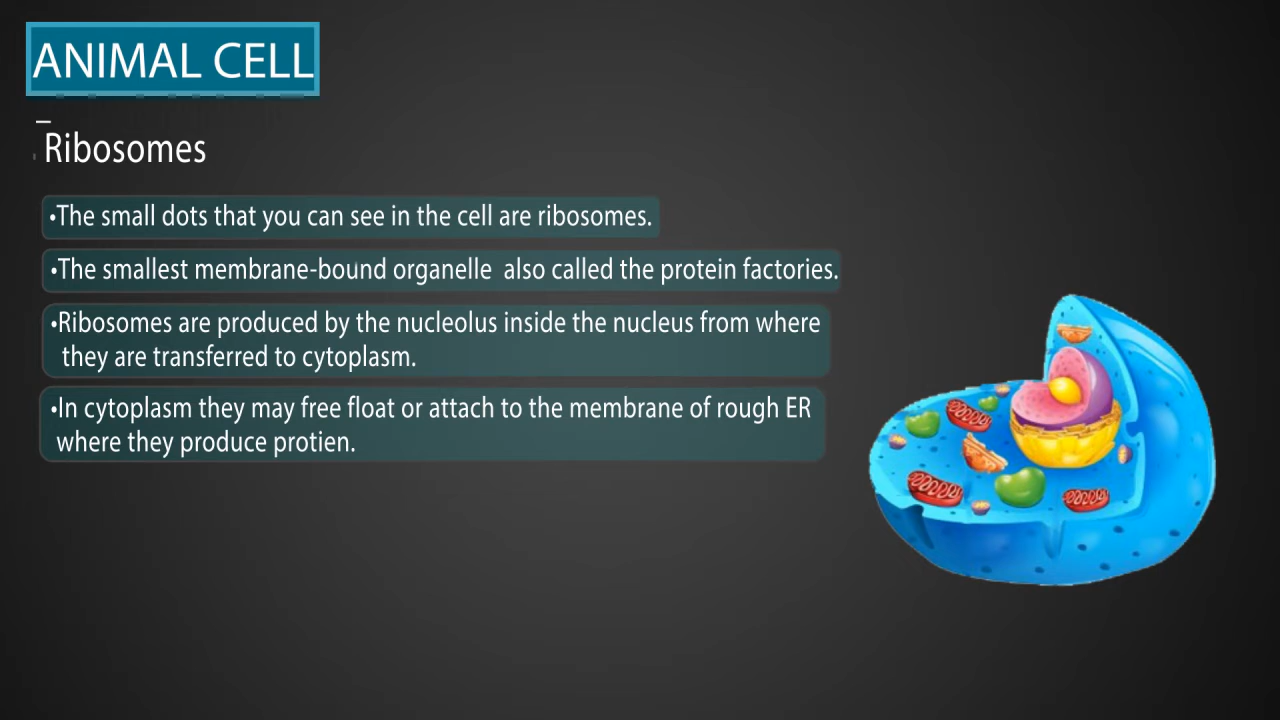 ANIMAL CELL
Ribosomes
•The small dots that you can see in the cell are ribosomes.
•The smallest membrane-bound organelle  also called the protein factories.
•Ribosomes are produced by the nucleolus inside the nucleus from where
they are transferred to cytoplasm.
•In cytoplasm they may free float or attach to the membrane of rough ER
where they produce protien.